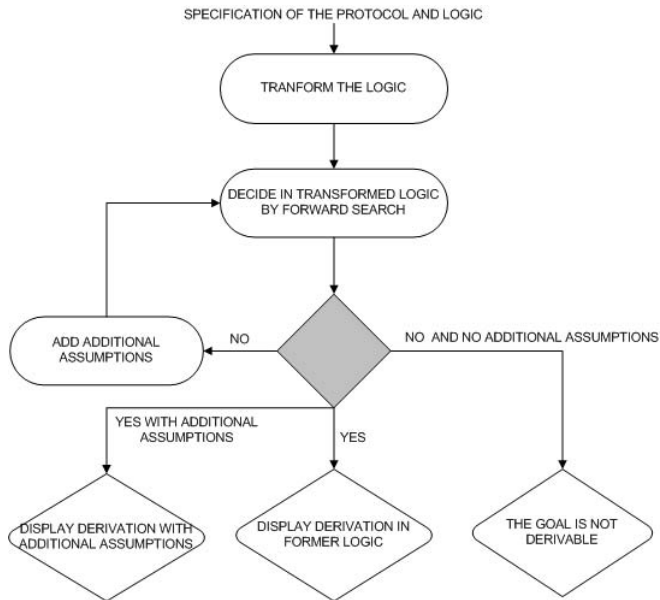 SPECIFICATION OF THE PROTOCOL AND LOGIC
TRANFORM THE LOGIC
DECIDE IN TRANSFORMED LOGIC
BY FORWARD SEARCH
ADD ADDITIONAL
ASSUMPTIONS
NO
NO AND NO ADDITIONAL ASSUMPTIONS
YES WITH ADDITIONAL
ASSUMPTIONS
YES
DISPLAY DERIVATION WITH
ADDITIONAL ASSUMPTIONS
DISPLAY DERIVATION IN
FORMER LOGIC
THE GOAL IS NOT
DERIVABLE